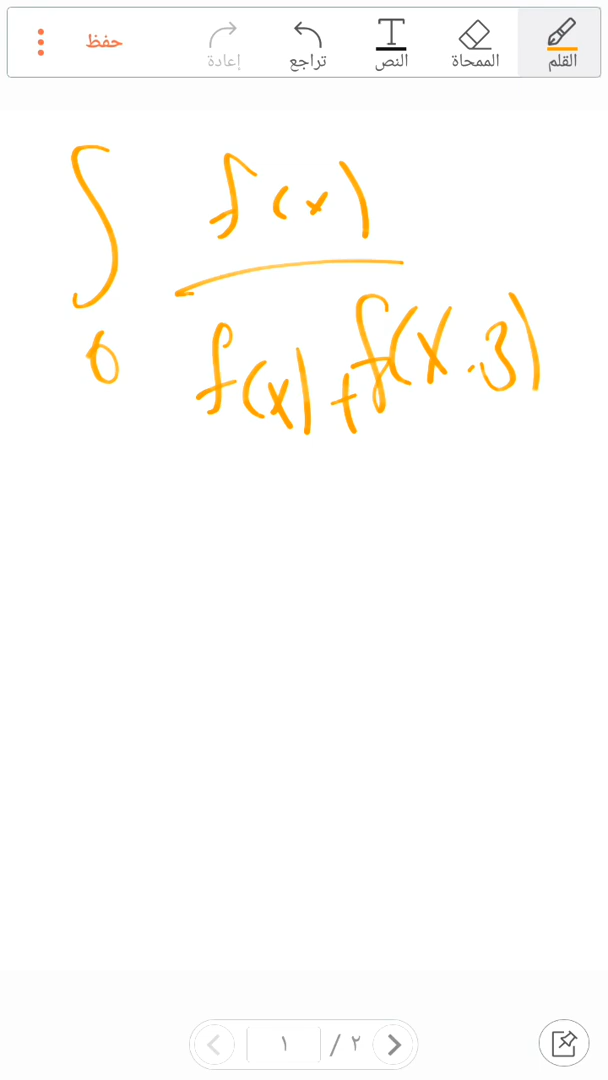 القلم الممحاة النص تراجع إعادة حفظ
∫
f(x)
0
f(x) + f(x.3)
١ / ٢